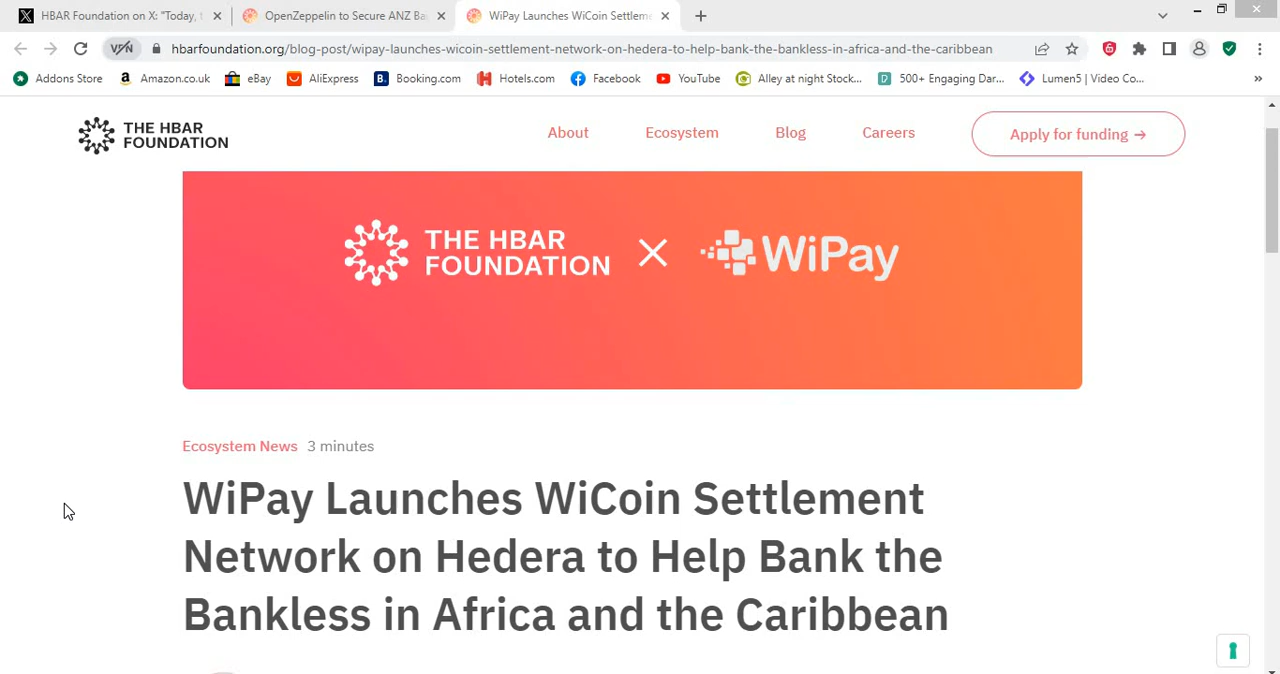 HBAR Foundation on X: "Today, t
OpenZeppelin to Secure ANZ Ba
WiPay Launches WiCoin Settleme
VPN
hbarfoundation.org/blog-post/wipay-launches-wicoin-settlement-network-on-hedera-to-help-bank-the-bankless-in-africa-and-the-caribbean
Addons Store
Amazon.co.uk
eBay
AliExpress
Booking.com
Hotels.com
Facebook
YouTube
Alley at night Stock...
500+ Engaging Dar...
Lumen5 | Video Co...
THE HBAR
FOUNDATION
About
Ecosystem
Blog
Careers
Apply for funding →
THE HBAR
FOUNDATION
WiPay
Ecosystem News 3 minutes
WiPay Launches WiCoin Settlement
Network on Hedera to Help Bank the
Bankless in Africa and the Caribbean